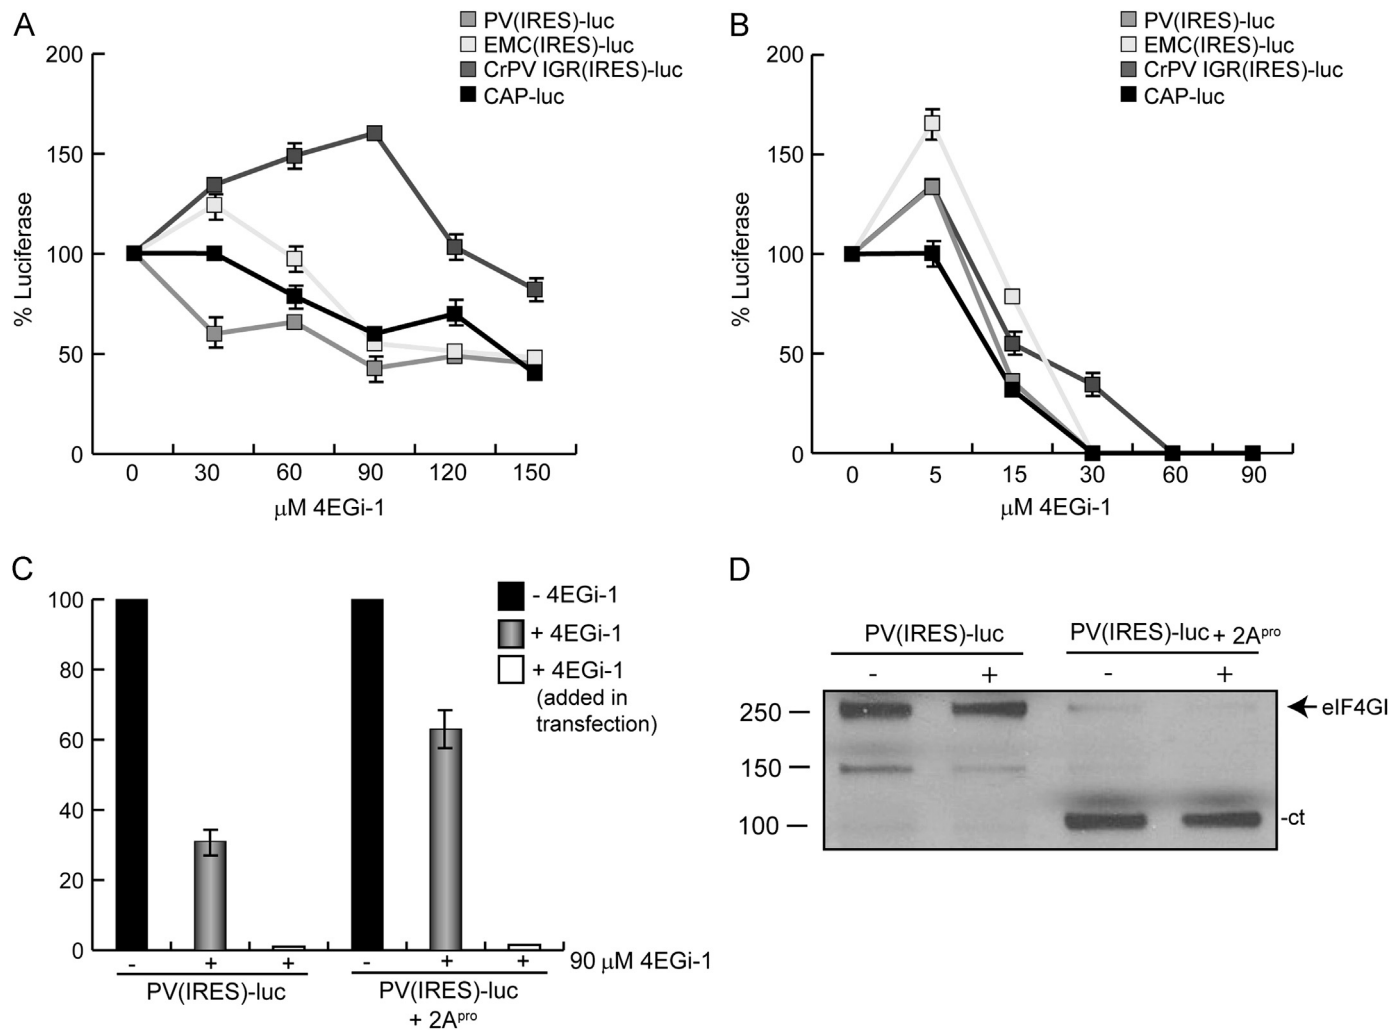 A
PV(IRES)-luc
EMC(IRES)-luc
CrPV IGR(IRES)-luc
CAP-luc
200
150
100
50
0
% Luciferase
0 30 60 90 120 150
μM 4EGi-1
B
PV(IRES)-luc
EMC(IRES)-luc
CrPV IGR(IRES)-luc
CAP-luc
200
150
100
50
0
% Luciferase
0 5 15 30 60 90
μM 4EGi-1
C
- 4EGi-1
+ 4EGi-1
+ 4EGi-1
(added in
transfection)
100
80
60
40
20
0
- + + - + + 90 μM 4EGi-1
PV(IRES)-luc
PV(IRES)-luc
+ 2Apro
D
PV(IRES)-luc PV(IRES)-luc + 2Apro
- + - +
250
150
100
eIF4GI
-ct